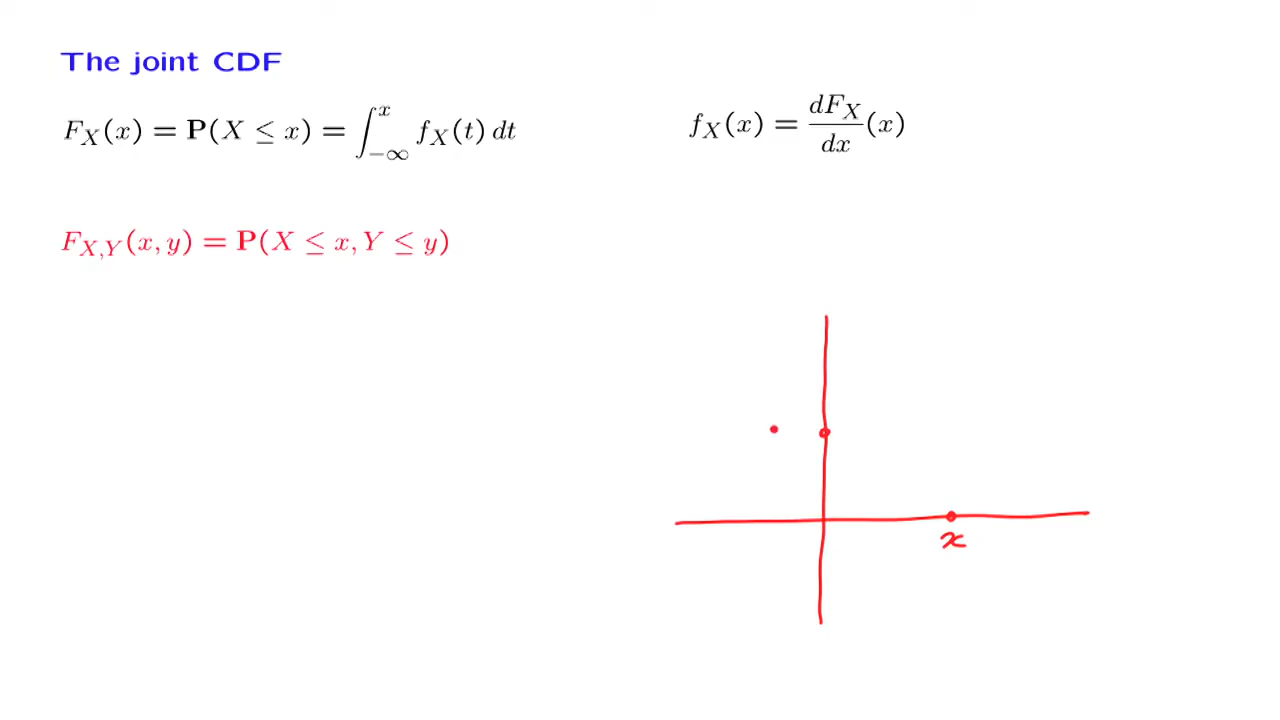 The joint CDF
F_X(x) = P(X ≤ x) = ∫_{-∞}^{x} f_X(t) dt
f_X(x) = dF_X/dx (x)
F_{X,Y}(x, y) = P(X ≤ x, Y ≤ y)
x